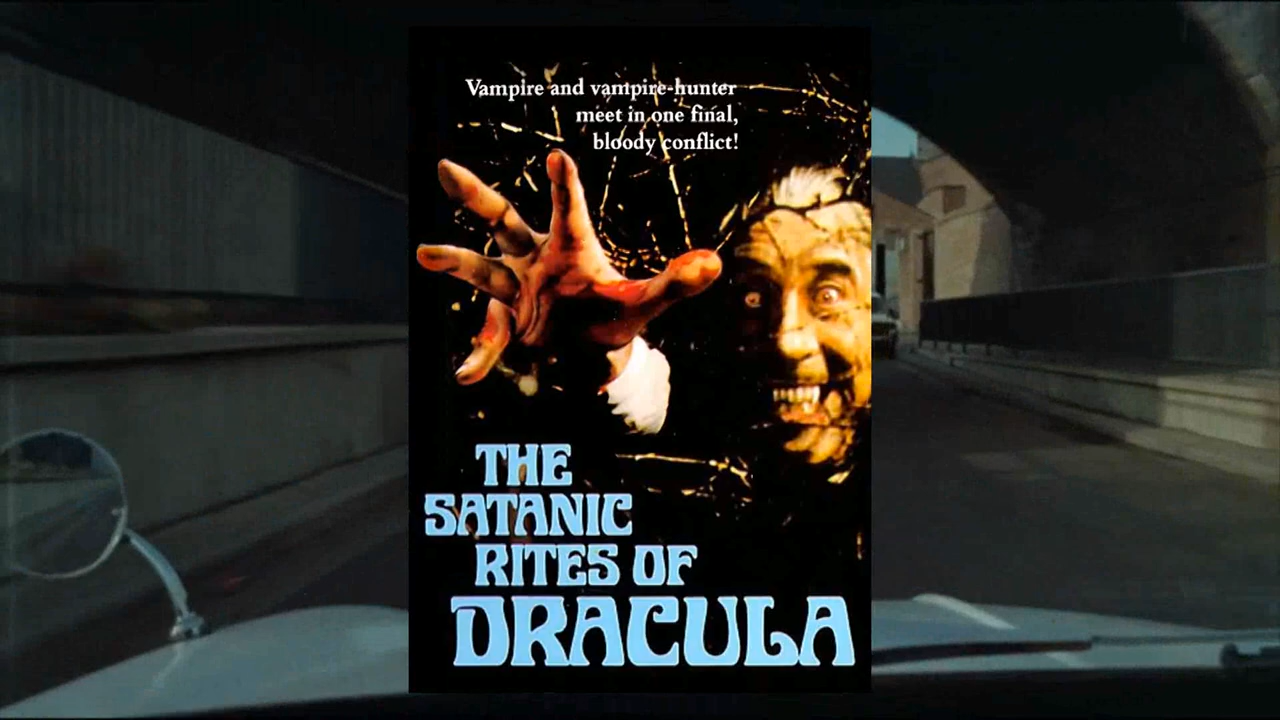 Vampire and vampire-hunter
meet in one final,
bloody conflict!
THE
SATANIC
RITES OF
DRACULA